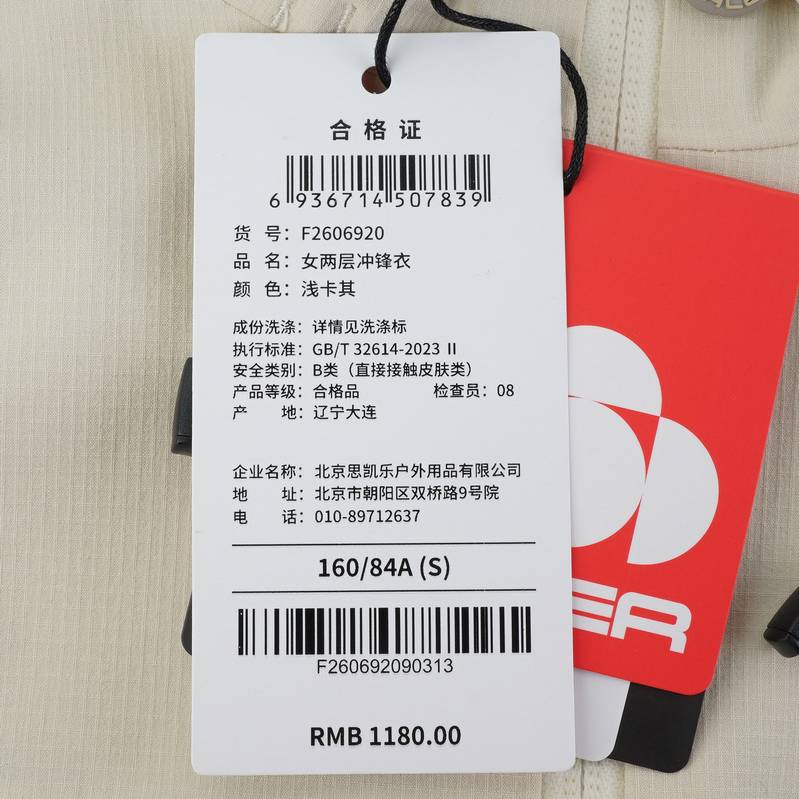 合格证
6 936714 507839
货 号：F2606920
品 名：女两层冲锋衣
颜 色：浅卡其
成份洗涤：详情见洗涤标
执行标准：GB/T 32614-2023 Ⅱ
安全类别：B类（直接接触皮肤类）
产品等级：合格品 检查员：08
产 地：辽宁大连
企业名称：北京思凯乐户外用品有限公司
地 址：北京市朝阳区双桥路9号院
电 话：010-89712637
160/84A (S)
F260692090313
RMB 1180.00
ER